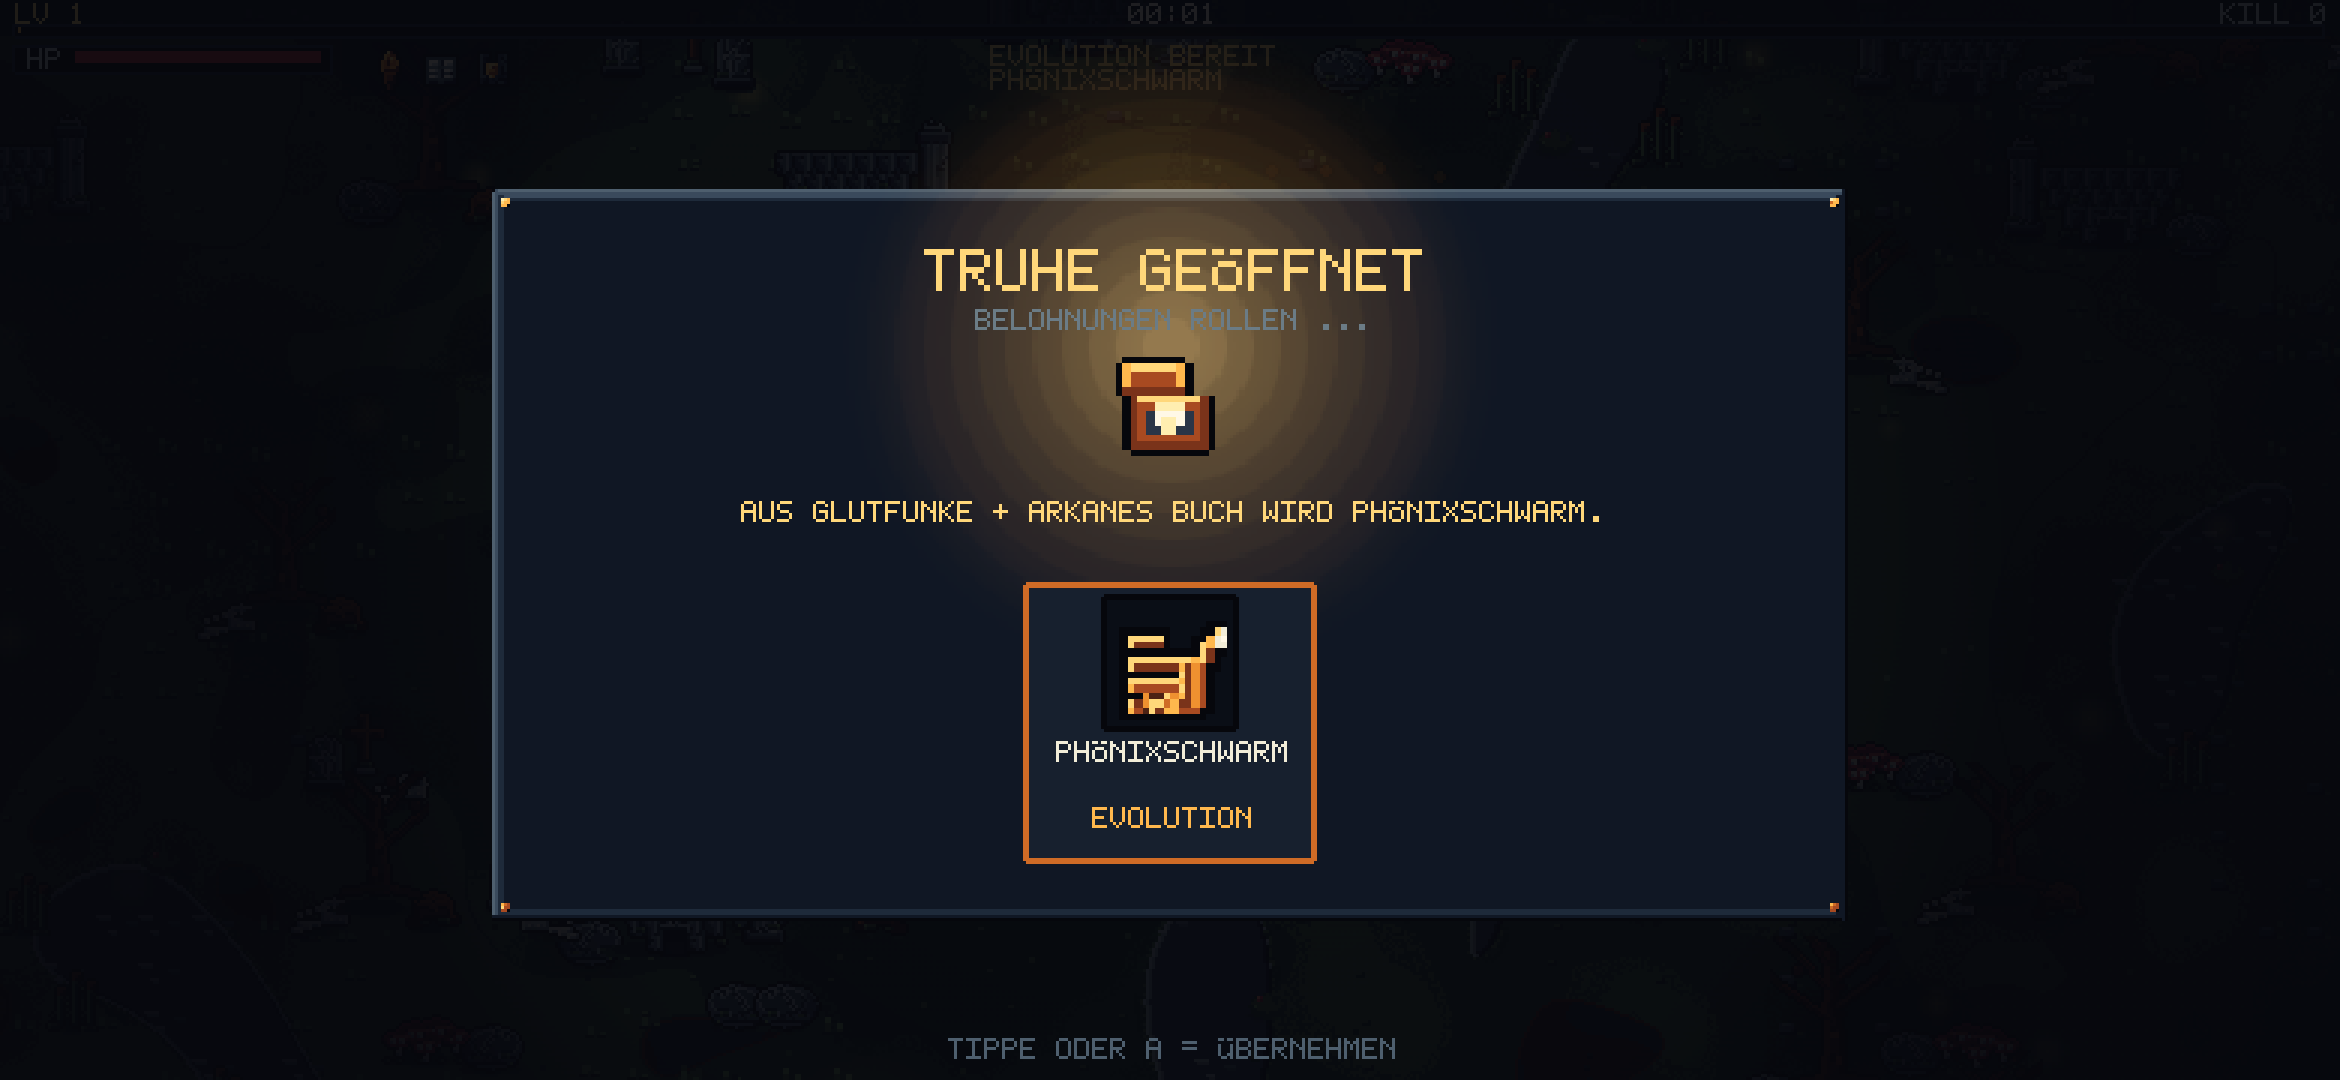 LV 1
00:01
KILL 0
HP
EVOLUTION BEREIT
PHöNIXSCHWARM
TRUHE GEöFFNET
BELOHNUNGEN ROLLEN ...
AUS GLUTFUNKE + ARKANES BUCH WIRD PHöNIXSCHWARM.
PHöNIXSCHWARM
EVOLUTION
TIPPE ODER A = üBERNEHMEN